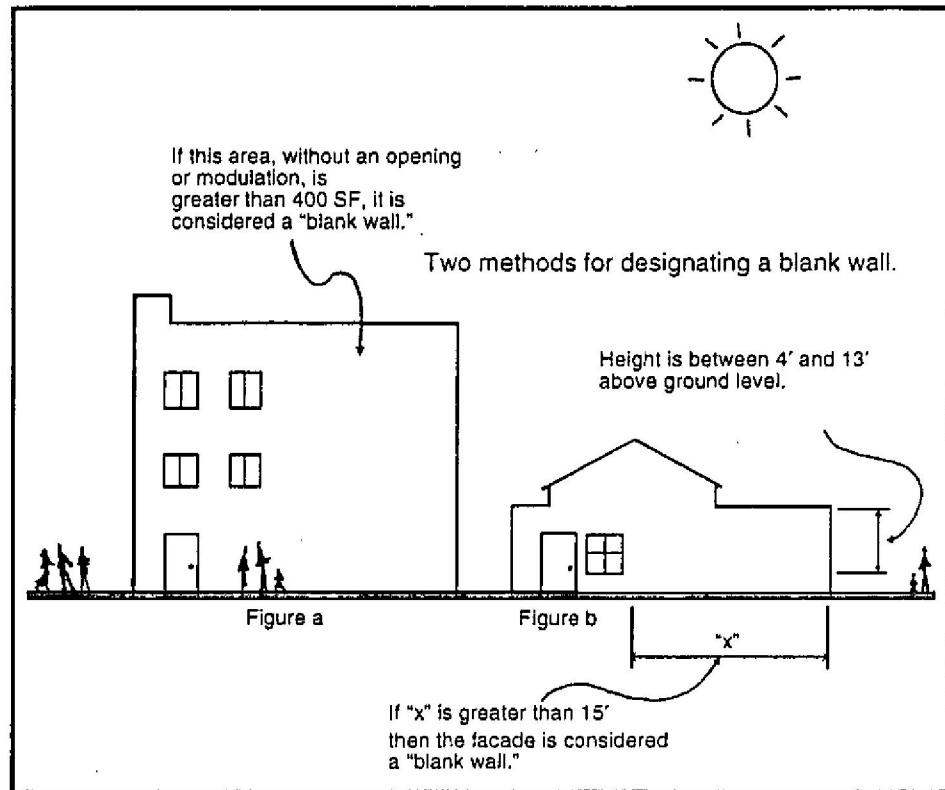 If this area, without an opening
or modulation, is
greater than 400 SF, it is
considered a "blank wall."
Two methods for designating a blank wall.
Height is between 4′ and 13′
above ground level.
Figure a
Figure b
"x"
If "x" is greater than 15′
then the facade is considered
a "blank wall."